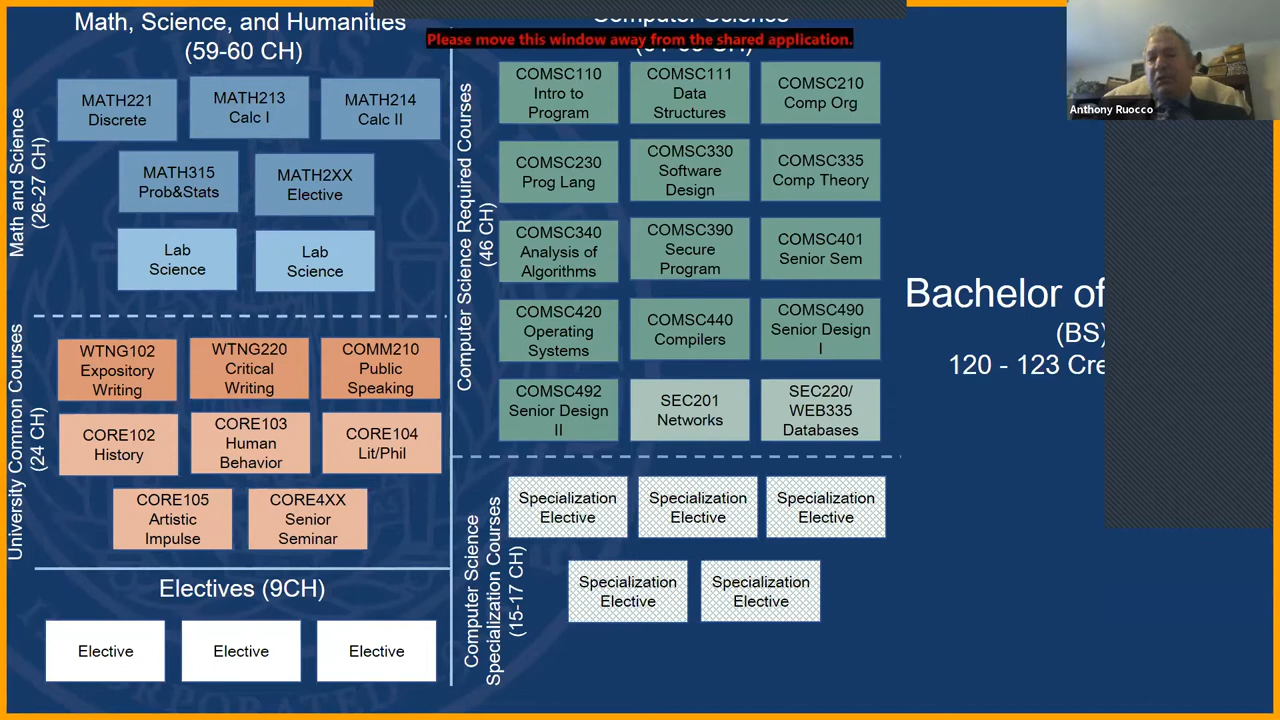 Math, Science, and Humanities
(59-60 CH)
Please move this window away from the shared application.
Anthony Ruocco
Math and Science
(26-27 CH)
MATH221
Discrete
MATH213
Calc I
MATH214
Calc II
MATH315
Prob&Stats
MATH2XX
Elective
Lab
Science
Lab
Science
University Common Courses
(24 CH)
WTNG102
Expository
Writing
WTNG220
Critical
Writing
COMM210
Public
Speaking
CORE102
History
CORE103
Human
Behavior
CORE104
Lit/Phil
CORE105
Artistic
Impulse
CORE4XX
Senior
Seminar
Electives (9CH)
Elective
Elective
Elective
Computer Science
Computer Science Required Courses
(46 CH)
COMSC110
Intro to
Program
COMSC111
Data
Structures
COMSC210
Comp Org
COMSC230
Prog Lang
COMSC330
Software
Design
COMSC335
Comp Theory
COMSC340
Analysis of
Algorithms
COMSC390
Secure
Program
COMSC401
Senior Sem
COMSC420
Operating
Systems
COMSC440
Compilers
COMSC490
Senior Design
I
COMSC492
Senior Design
II
SEC201
Networks
SEC220/
WEB335
Databases
Computer Science
Specialization Courses
(15-17 CH)
Specialization
Elective
Specialization
Elective
Specialization
Elective
Specialization
Elective
Specialization
Elective
Bachelor of
(BS)
120 - 123 Cre